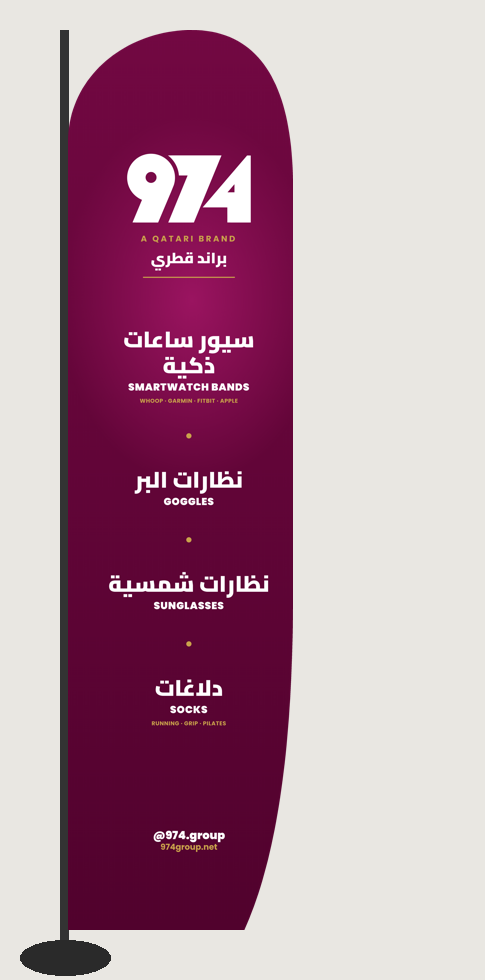 974
A QATARI BRAND
براند قطري
سيور ساعات
ذكية
SMARTWATCH BANDS
WHOOP · GARMIN · FITBIT · APPLE
نظارات البر
GOGGLES
نظارات شمسية
SUNGLASSES
دلاغات
SOCKS
RUNNING · GRIP · PILATES
@974.group
974group.net